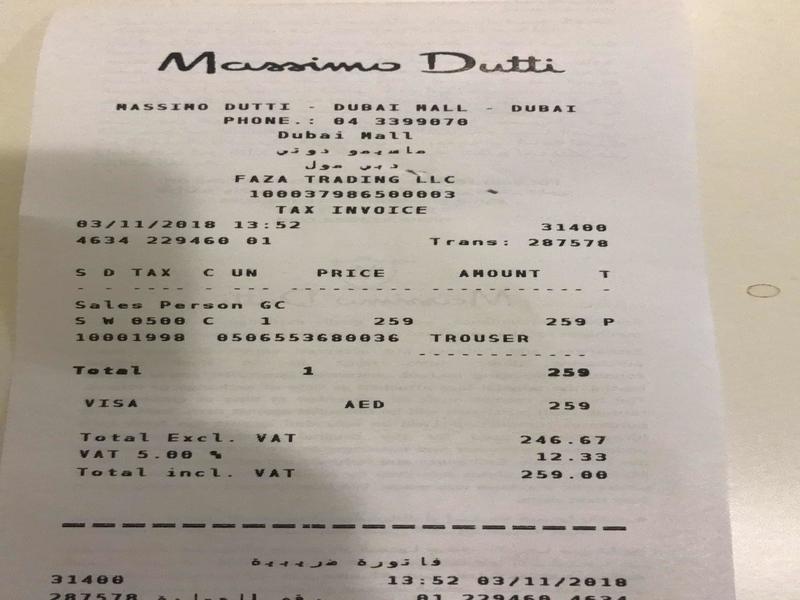 Massimo Dutti
MASSIMO DUTTI - DUBAI MALL - DUBAI
PHONE.: 04 3399070
Dubai Mall
ماسيمو دوتي
دبي مول
FAZA TRADING LLC
100037986500003
TAX INVOICE
03/11/2018 13:52 31400
4634 229460 01 Trans: 287578
S D TAX C UN PRICE AMOUNT T
Sales Person GC
S W 0500 C 1 259 259 P
10001998 0506553680036 TROUSER
Total 1 259
VISA AED 259
Total Excl. VAT 246.67
VAT 5.00 % 12.33
Total incl. VAT 259.00
فاتورة ضريبية
31400 13:52 03/11/2018
287578 01 229460 4634